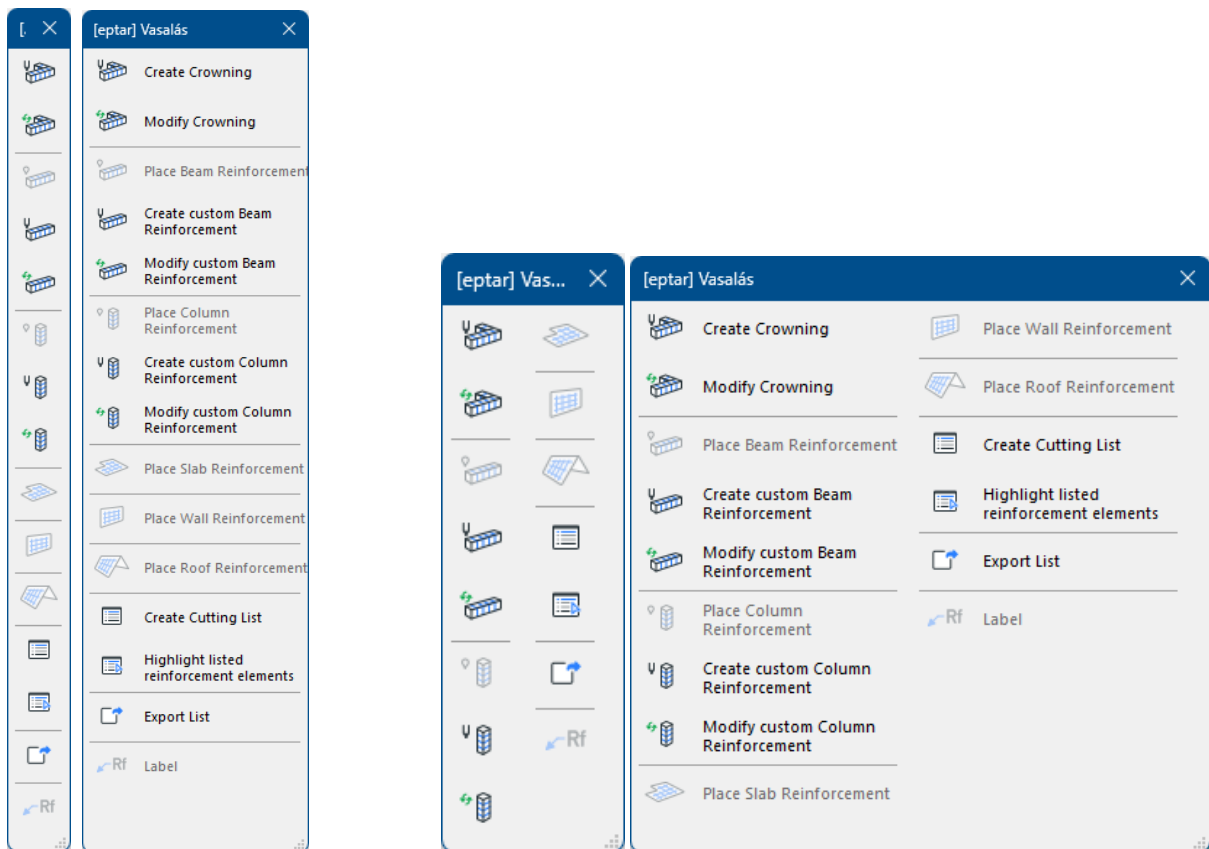 [.
Rf
[eptar] Vasalás
Create Crowning
Modify Crowning
Place Beam Reinforcement
Create custom Beam
Reinforcement
Modify custom Beam
Reinforcement
Place Column
Reinforcement
Create custom Column
Reinforcement
Modify custom Column
Reinforcement
Place Slab Reinforcement
Place Wall Reinforcement
Place Roof Reinforcement
Create Cutting List
Highlight listed
reinforcement elements
Export List
Rf Label
[eptar] Vas...
Rf
[eptar] Vasalás
Create Crowning
Modify Crowning
Place Beam Reinforcement
Create custom Beam
Reinforcement
Modify custom Beam
Reinforcement
Place Column
Reinforcement
Create custom Column
Reinforcement
Modify custom Column
Reinforcement
Place Slab Reinforcement
Place Wall Reinforcement
Place Roof Reinforcement
Create Cutting List
Highlight listed
reinforcement elements
Export List
Rf Label